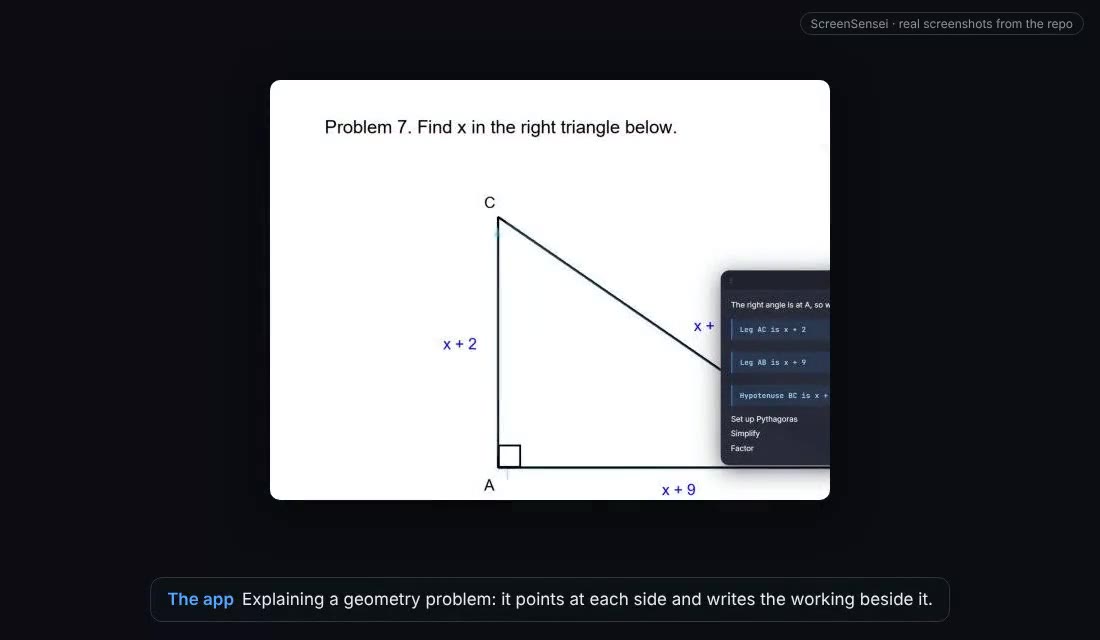 ScreenSensei · real screenshots from the repo
Problem 7. Find x in the right triangle below.
C
x +
The right angle is at A, so w
Leg AC is x + 2
x + 2
Leg AB is x + 9
Hypotenuse BC is x +
Set up Pythagoras
Simplify
Factor
A
x + 9
The app Explaining a geometry problem: it points at each side and writes the working beside it.